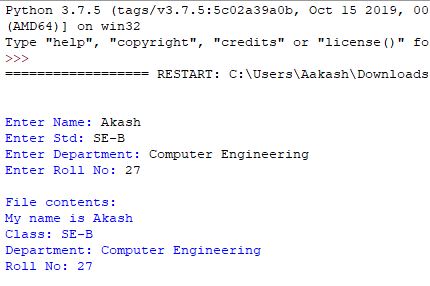 Python 3.7.5 (tags/v3.7.5:5c02a39a0b, Oct 15 2019, 00
(AMD64)] on win32
Type "help", "copyright", "credits" or "license()" fo
>>>
================== RESTART: C:\Users\Aakash\Downloads
Enter Name: Akash
Enter Std: SE-B
Enter Department: Computer Engineering
Enter Roll No: 27
File contents:
My name is Akash
Class: SE-B
Department: Computer Engineering
Roll No: 27